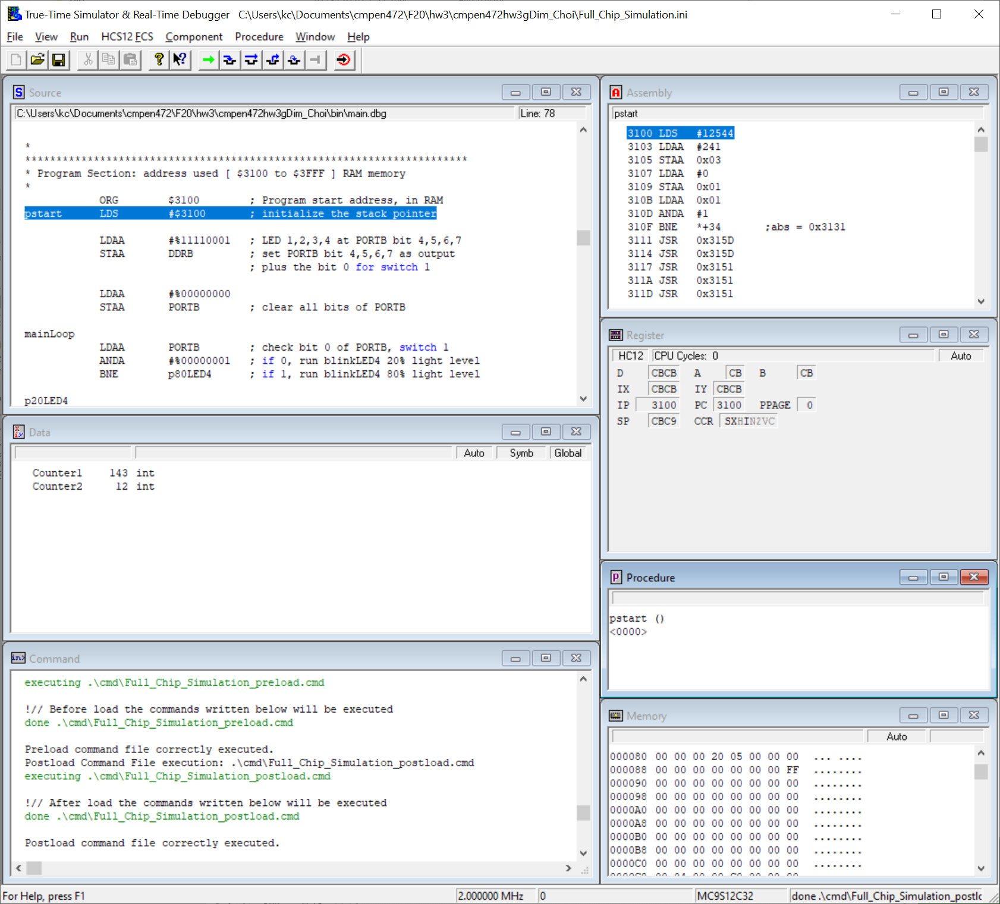 True-Time Simulator & Real-Time Debugger   C:\Users\kc\Documents\cmpen472\F20\hw3\cmpen472hw3gDim_Choi\Full_Chip_Simulation.ini
File View Run HCS12 FCS Component Procedure Window Help
Source
C:\Users\kc\Documents\cmpen472\F20\hw3\cmpen472hw3gDim_Choi\bin\main.dbg Line: 78
*
***********************************************************************
* Program Section: address used [ $3100 to $3FFF ] RAM memory
*
ORG $3100 ; Program start address, in RAM
pstart LDS #$3100 ; initialize the stack pointer
LDAA #%11110001 ; LED 1,2,3,4 at PORTB bit 4,5,6,7
STAA DDRB ; set PORTB bit 4,5,6,7 as output
; plus the bit 0 for switch 1
LDAA #%00000000
STAA PORTB ; clear all bits of PORTB
mainLoop
LDAA PORTB ; check bit 0 of PORTB, switch 1
ANDA #%00000001 ; if 0, run blinkLED4 20% light level
BNE p80LED4 ; if 1, run blinkLED4 80% light level
p20LED4
Data
Auto Symb Global
Counter1 143 int
Counter2 12 int
Command
executing .\cmd\Full_Chip_Simulation_preload.cmd
!// Before load the commands written below will be executed
done .\cmd\Full_Chip_Simulation_preload.cmd
Preload command file correctly executed.
Postload Command File execution: .\cmd\Full_Chip_Simulation_postload.cmd
executing .\cmd\Full_Chip_Simulation_postload.cmd
!// After load the commands written below will be executed
done .\cmd\Full_Chip_Simulation_postload.cmd
Postload command file correctly executed.
Assembly
pstart
3100 LDS #12544
3103 LDAA #241
3105 STAA 0x03
3107 LDAA #0
3109 STAA 0x01
310B LDAA 0x01
310D ANDA #1
310F BNE *+34 ;abs = 0x3131
3111 JSR 0x315D
3114 JSR 0x315D
3117 JSR 0x3151
311A JSR 0x3151
311D JSR 0x3151
Register
HC12 CPU Cycles: 0 Auto
D CBCB A CB B CB
IX CBCB IY CBCB
IP 3100 PC 3100 PPAGE 0
SP CBC9 CCR SXHINZVC
Procedure
pstart ()
<0000>
Memory
Auto
000080 00 00 00 20 05 00 00 00 ... ....
000088 00 00 00 00 00 00 00 FF ........
000090 00 00 00 00 00 00 00 00 ........
000098 00 00 00 00 00 00 00 00 ........
0000A0 00 00 00 00 00 00 00 00 ........
0000A8 00 00 00 00 00 00 00 00 ........
0000B0 00 00 00 00 00 00 00 00 ........
0000B8 00 00 00 00 00 00 00 00 ........
0000C0 00 00 00 00 00 00 00 00 ........
For Help, press F1 2.000000 MHz 0 MC9S12C32 done .\cmd\Full_Chip_Simulation_postlc